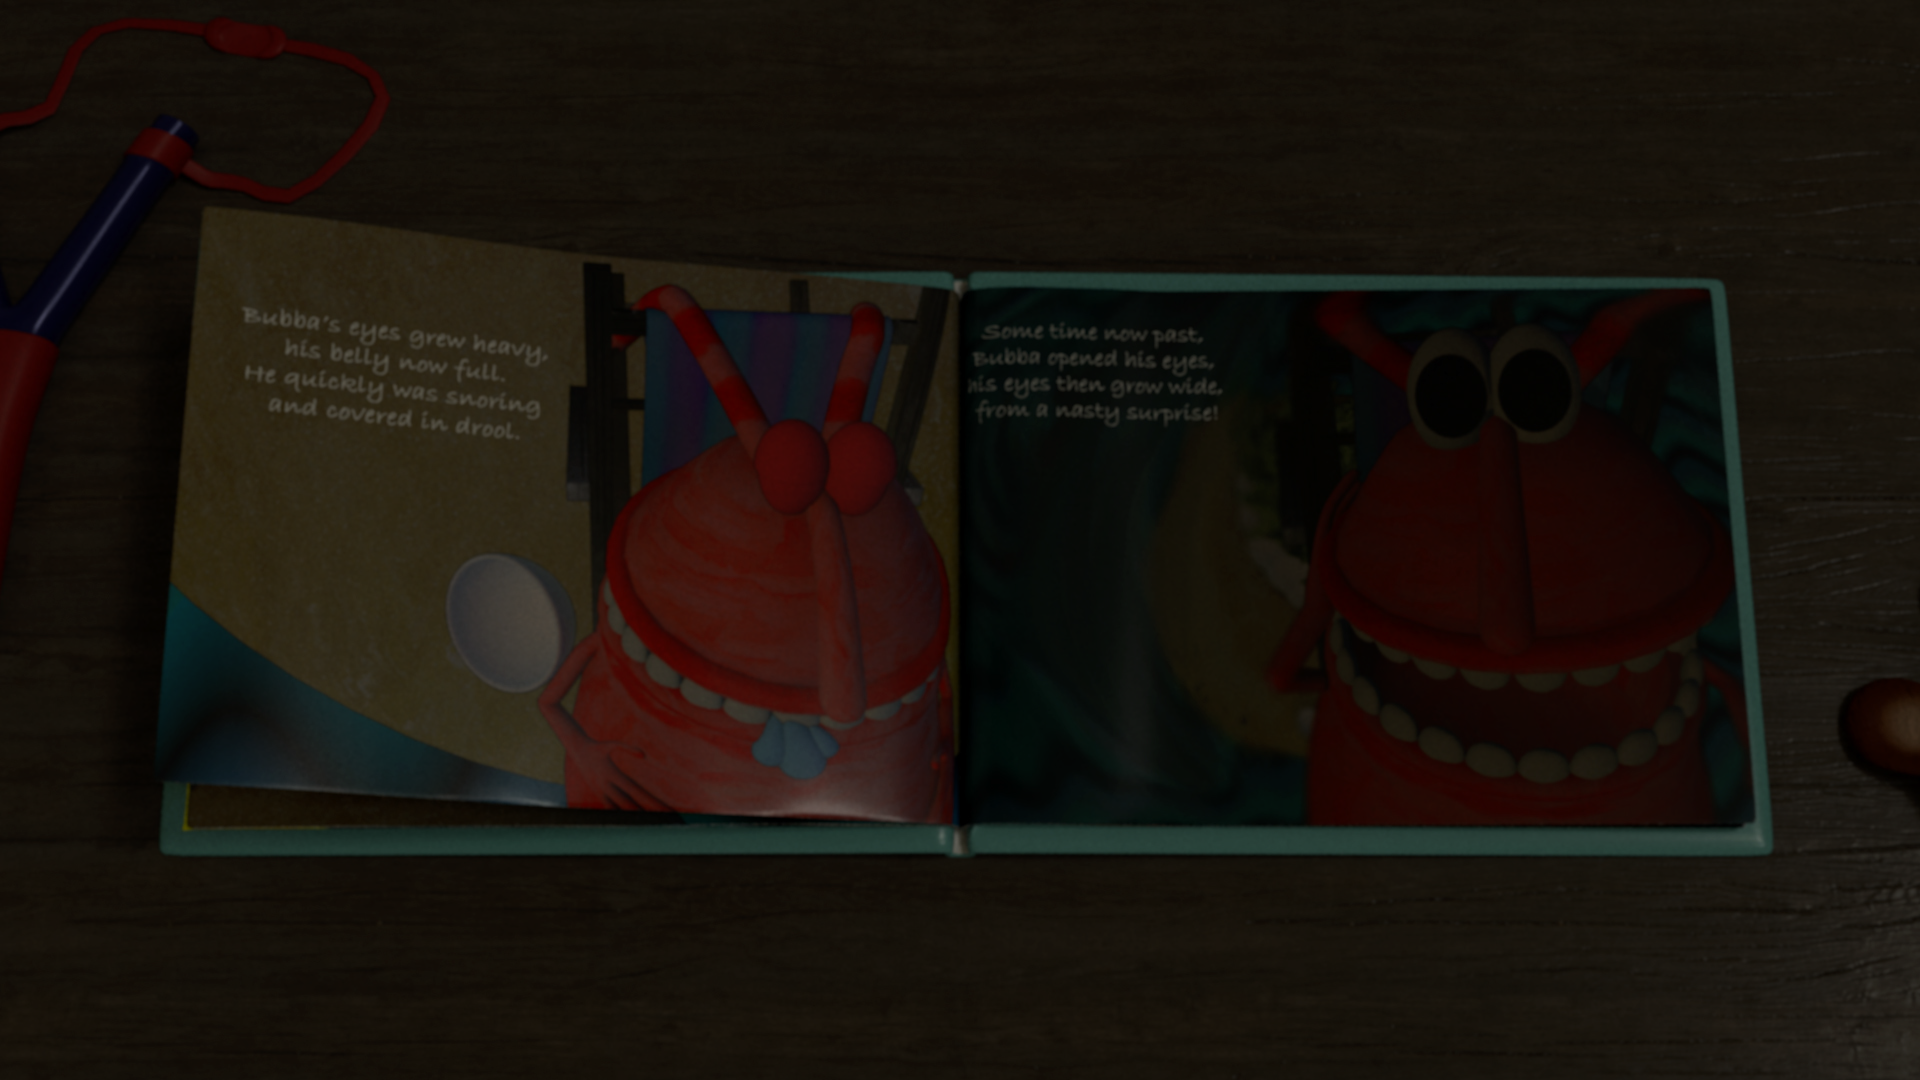 Bubba's eyes grew heavy,
his belly now full.
He quickly was snoring
and covered in drool.
Some time now past,
Bubba opened his eyes,
his eyes then grow wide,
from a nasty surprise!